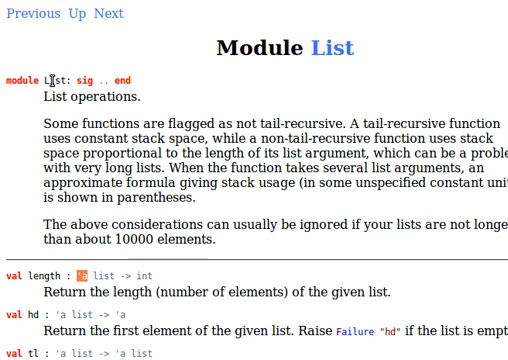 Previous Up Next
Module List
module List: sig .. end
List operations.
Some functions are flagged as not tail-recursive. A tail-recursive function
uses constant stack space, while a non-tail-recursive function uses stack
space proportional to the length of its list argument, which can be a proble
with very long lists. When the function takes several list arguments, an
approximate formula giving stack usage (in some unspecified constant uni
is shown in parentheses.
The above considerations can usually be ignored if your lists are not longe
than about 10000 elements.
val length : 'a list -> int
Return the length (number of elements) of the given list.
val hd : 'a list -> 'a
Return the first element of the given list. Raise Failure "hd" if the list is empt
val tl : 'a list -> 'a list